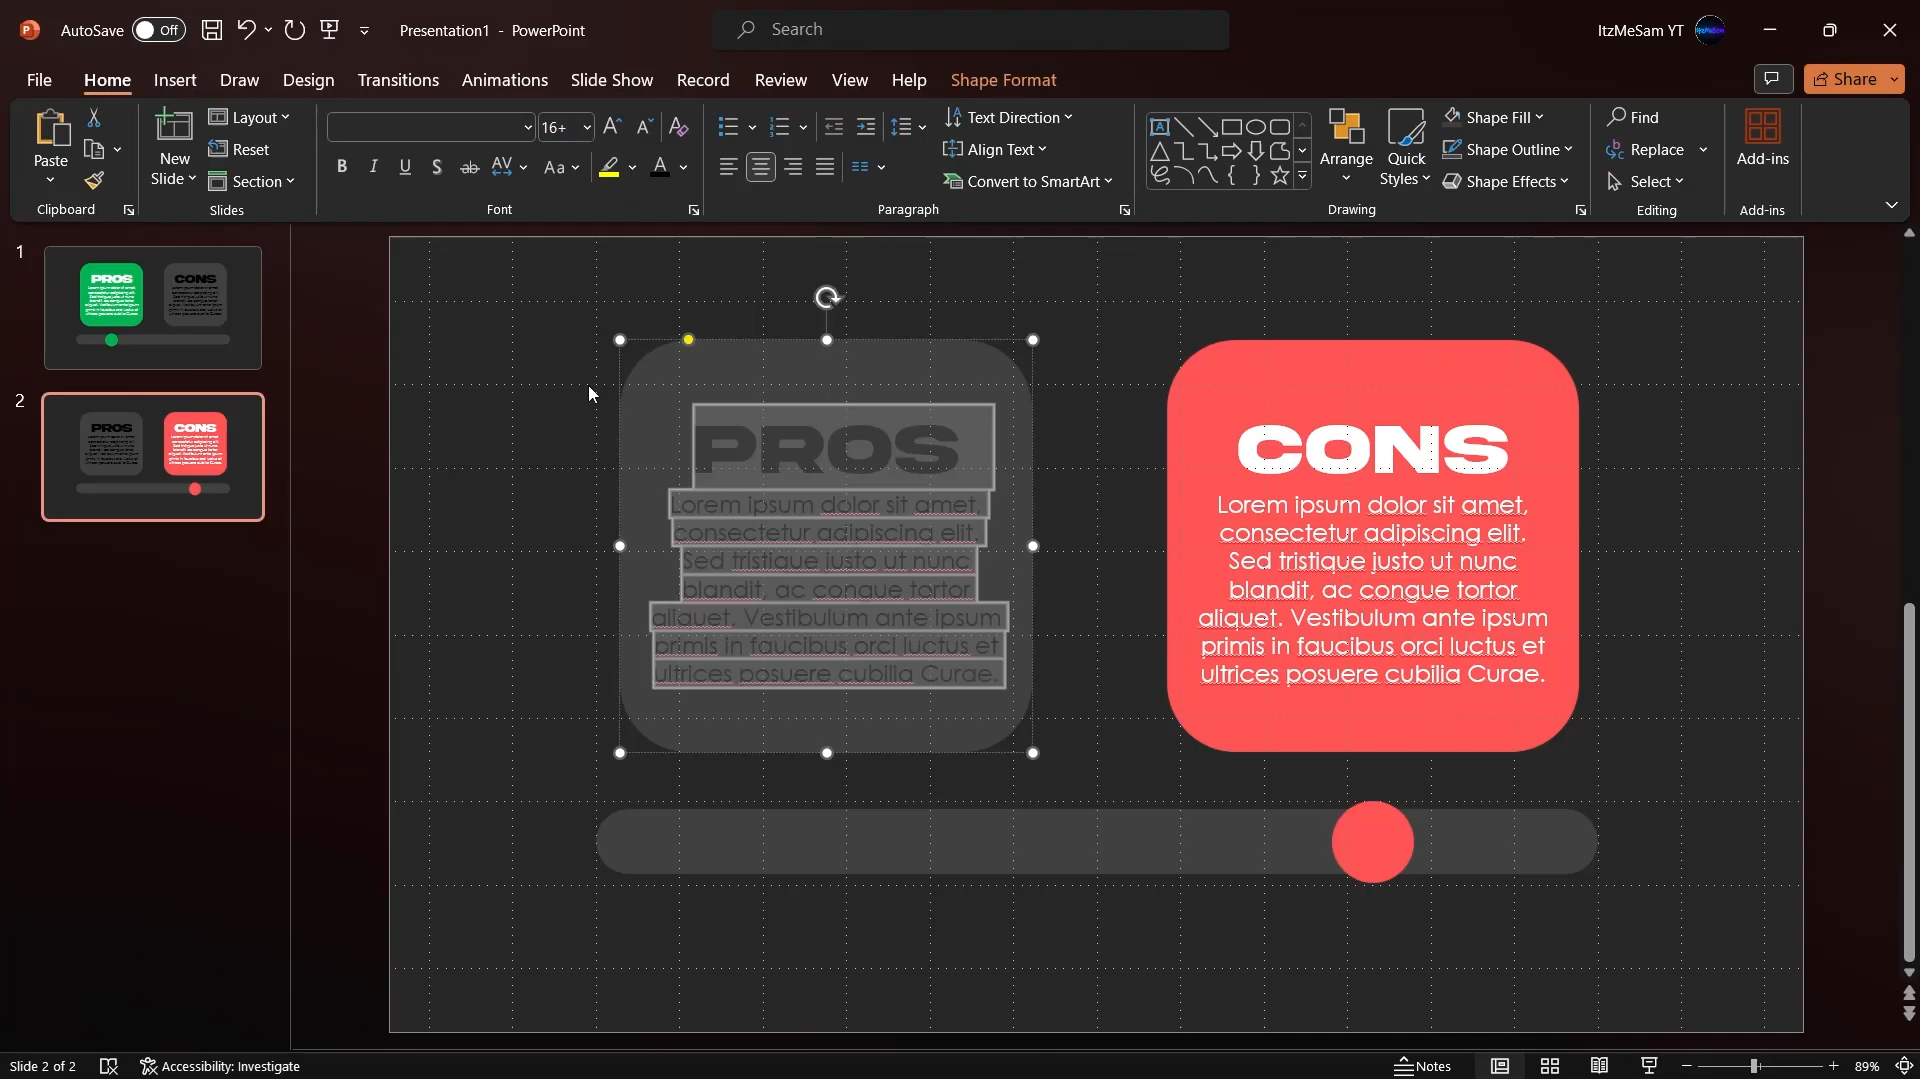 AutoSave Off
Presentation1 - PowerPoint
Search
ItzMeSam YT
File Home Insert Draw Design Transitions Animations Slide Show Record Review View Help Shape Format
Share
Paste
New Slide
Layout
Reset
Section
16+
Text Direction
Align Text
Convert to SmartArt
Arrange
Quick Styles
Shape Fill
Shape Outline
Shape Effects
Find
Replace
Select
Add-ins
Clipboard Slides Font Paragraph Drawing Editing Add-ins
1
PROS
CONS
2
PROS
CONS
PROS
Lorem ipsum dolor sit amet,
consectetur adipiscing elit.
Sed tristique justo ut nunc
blandit, ac congue tortor
aliquet. Vestibulum ante ipsum
primis in faucibus orci luctus et
ultrices posuere cubilia Curae.
CONS
Lorem ipsum dolor sit amet,
consectetur adipiscing elit.
Sed tristique justo ut nunc
blandit, ac congue tortor
aliquet. Vestibulum ante ipsum
primis in faucibus orci luctus et
ultrices posuere cubilia Curae.
Slide 2 of 2
Accessibility: Investigate
Notes
89%